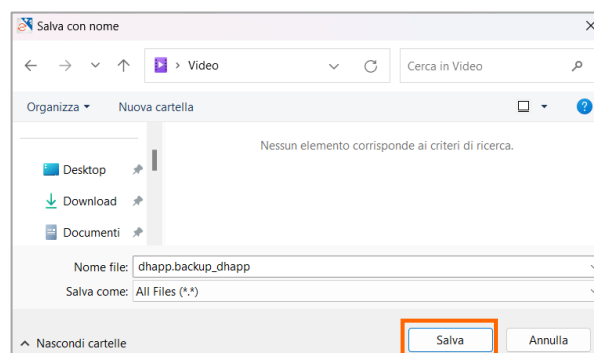 Salva con nome
Video
Cerca in Video
Organizza
Nuova cartella
Nessun elemento corrisponde ai criteri di ricerca.
Desktop
Download
Documenti
Nome file: dhapp.backup_dhapp
Salva come: All Files (*.*)
Nascondi cartelle
Salva
Annulla